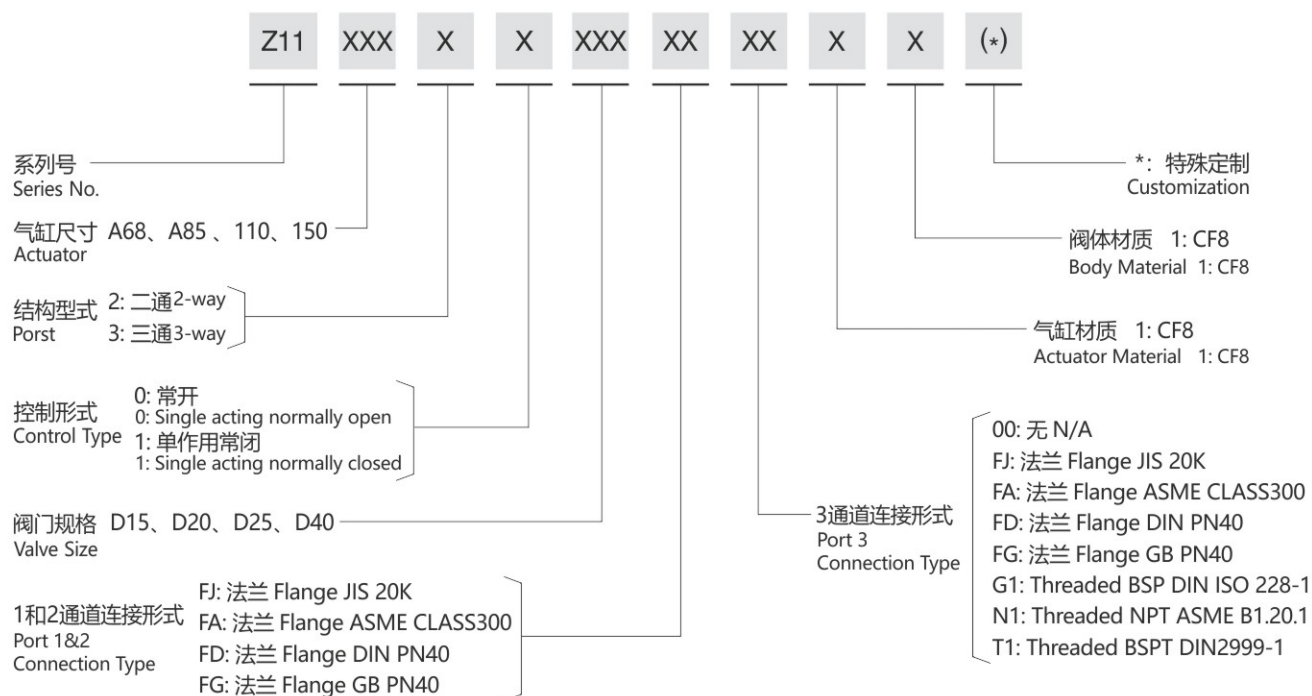 Z11 XXX X X XXX XX XX X X (*)
系列号
Series No.
气缸尺寸 A68、A85 、110、150
Actuator
结构型式 2: 二通2-way
Porst 3: 三通3-way
控制形式
Control Type
0: 常开
0: Single acting normally open
1: 单作用常闭
1: Single acting normally closed
阀门规格 D15、D20、D25、D40
Valve Size
1和2通道连接形式
Port 1&2
Connection Type
FJ: 法兰 Flange JIS 20K
FA: 法兰 Flange ASME CLASS300
FD: 法兰 Flange DIN PN40
FG: 法兰 Flange GB PN40
*: 特殊定制
Customization
阀体材质 1: CF8
Body Material 1: CF8
气缸材质 1: CF8
Actuator Material 1: CF8
3通道连接形式
Port 3
Connection Type
00: 无 N/A
FJ: 法兰 Flange JIS 20K
FA: 法兰 Flange ASME CLASS300
FD: 法兰 Flange DIN PN40
FG: 法兰 Flange GB PN40
G1: Threaded BSP DIN ISO 228-1
N1: Threaded NPT ASME B1.20.1
T1: Threaded BSPT DIN2999-1